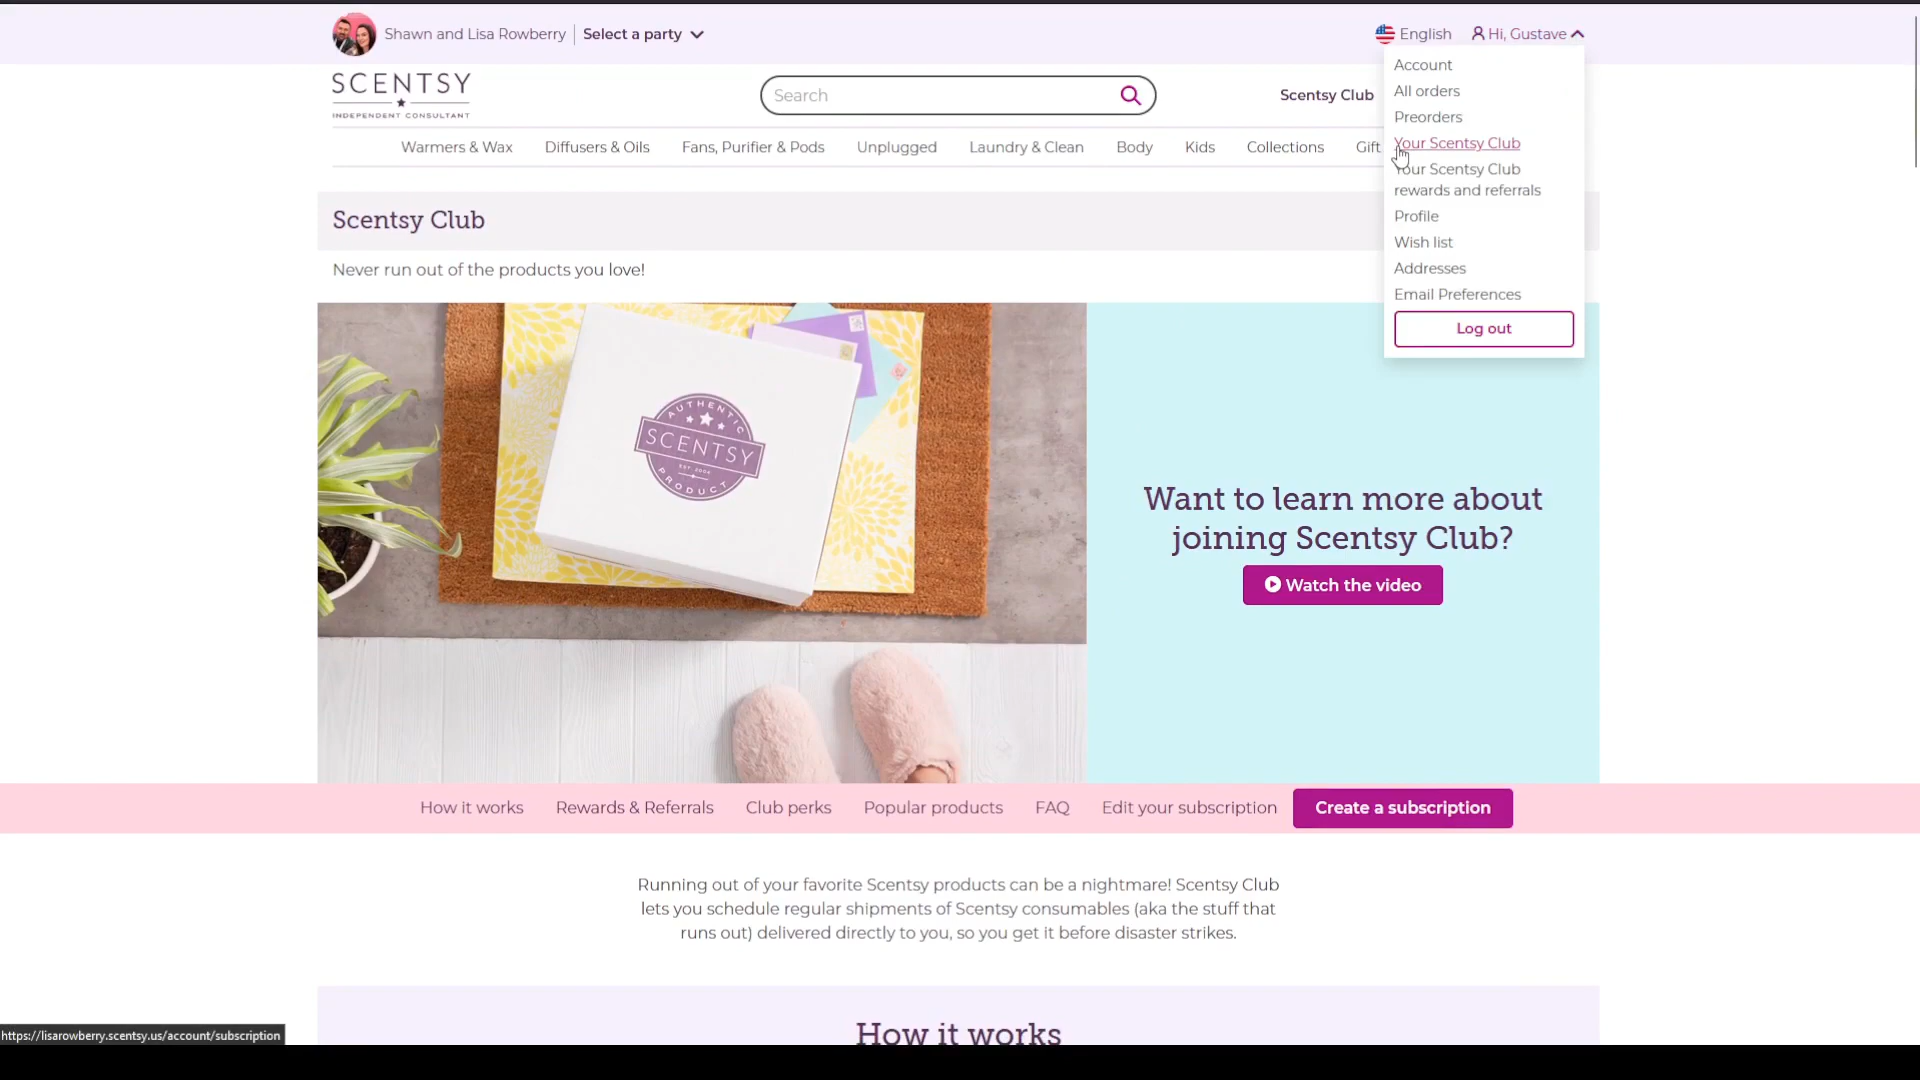 Shawn and Lisa Rowberry
Select a party
English
Hi, Gustave
Account
All orders
Preorders
Your Scentsy Club
Your Scentsy Club
rewards and referrals
Profile
Wish list
Addresses
Email Preferences
Log out
SCENTSY
INDEPENDENT CONSULTANT
Search
Scentsy Club
Warmers & Wax
Diffusers & Oils
Fans, Purifier & Pods
Unplugged
Laundry & Clean
Body
Kids
Collections
Gift
Scentsy Club
Never run out of the products you love!
AUTHENTIC
SCENTSY
EST. 2004
PRODUCT
Want to learn more about
joining Scentsy Club?
Watch the video
How it works
Rewards & Referrals
Club perks
Popular products
FAQ
Edit your subscription
Create a subscription
Running out of your favorite Scentsy products can be a nightmare! Scentsy Club
lets you schedule regular shipments of Scentsy consumables (aka the stuff that
runs out) delivered directly to you, so you get it before disaster strikes.
How it works
https://lisarowberry.scentsy.us/account/subscription